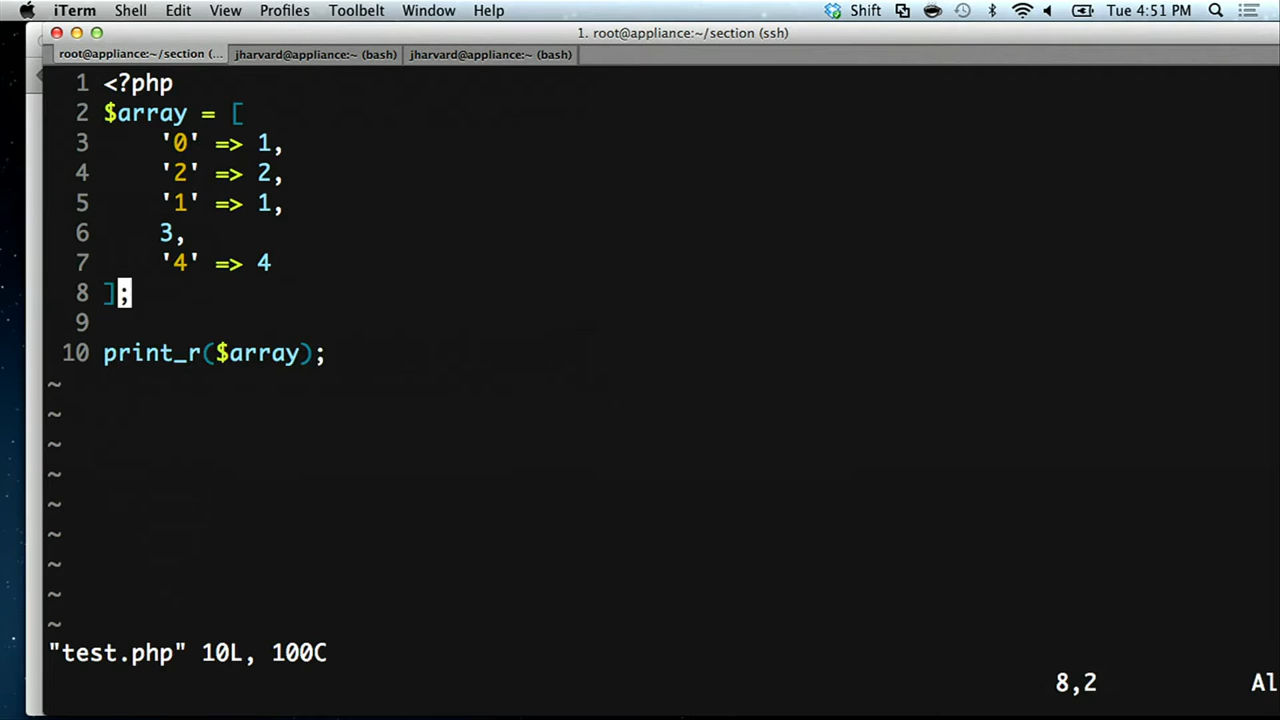 iTerm Shell Edit View Profiles Toolbelt Window Help Shift Tue 4:51 PM
1. root@appliance:~/section (ssh)
root@appliance:~/section (... jharvard@appliance:~ (bash) jharvard@appliance:~ (bash)
1 <?php
2 $array = [
3 '0' => 1,
4 '2' => 2,
5 '1' => 1,
6 3,
7 '4' => 4
8 ];
9
10 print_r($array);
~
~
~
~
~
~
~
~
~
"test.php" 10L, 100C
8,2 Al